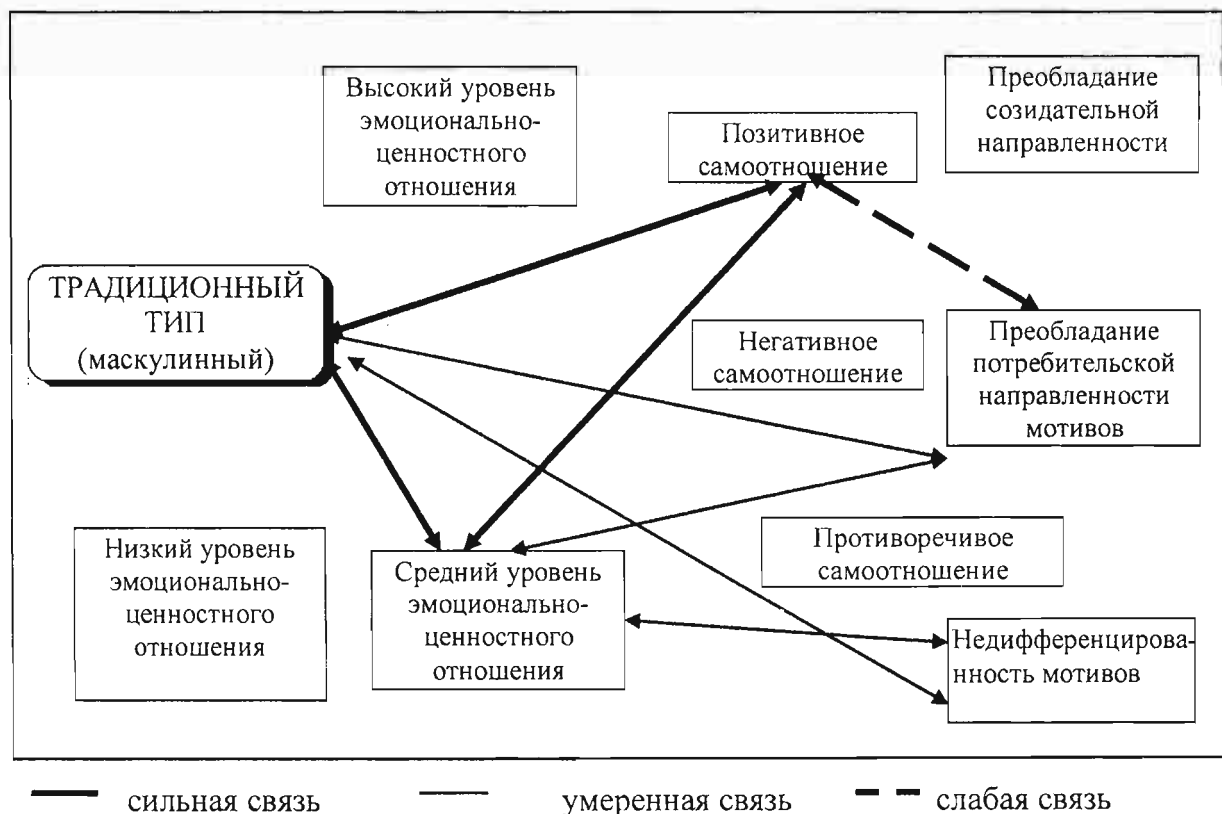 Высокий уровень
эмоционально-
ценностного
отношения
Позитивное
самоотношение
Преобладание
созидательной
направленности
ТРАДИЦИОННЫЙ
ТИП
(маскулинный)
Негативное
самоотношение
Преобладание
потребительской
направленности
мотивов
Низкий уровень
эмоционально-
ценностного
отношения
Средний уровень
эмоционально-
ценностного
отношения
Противоречивое
самоотношение
Недифференцирова-
нность мотивов
сильная связь
умеренная связь
слабая связь